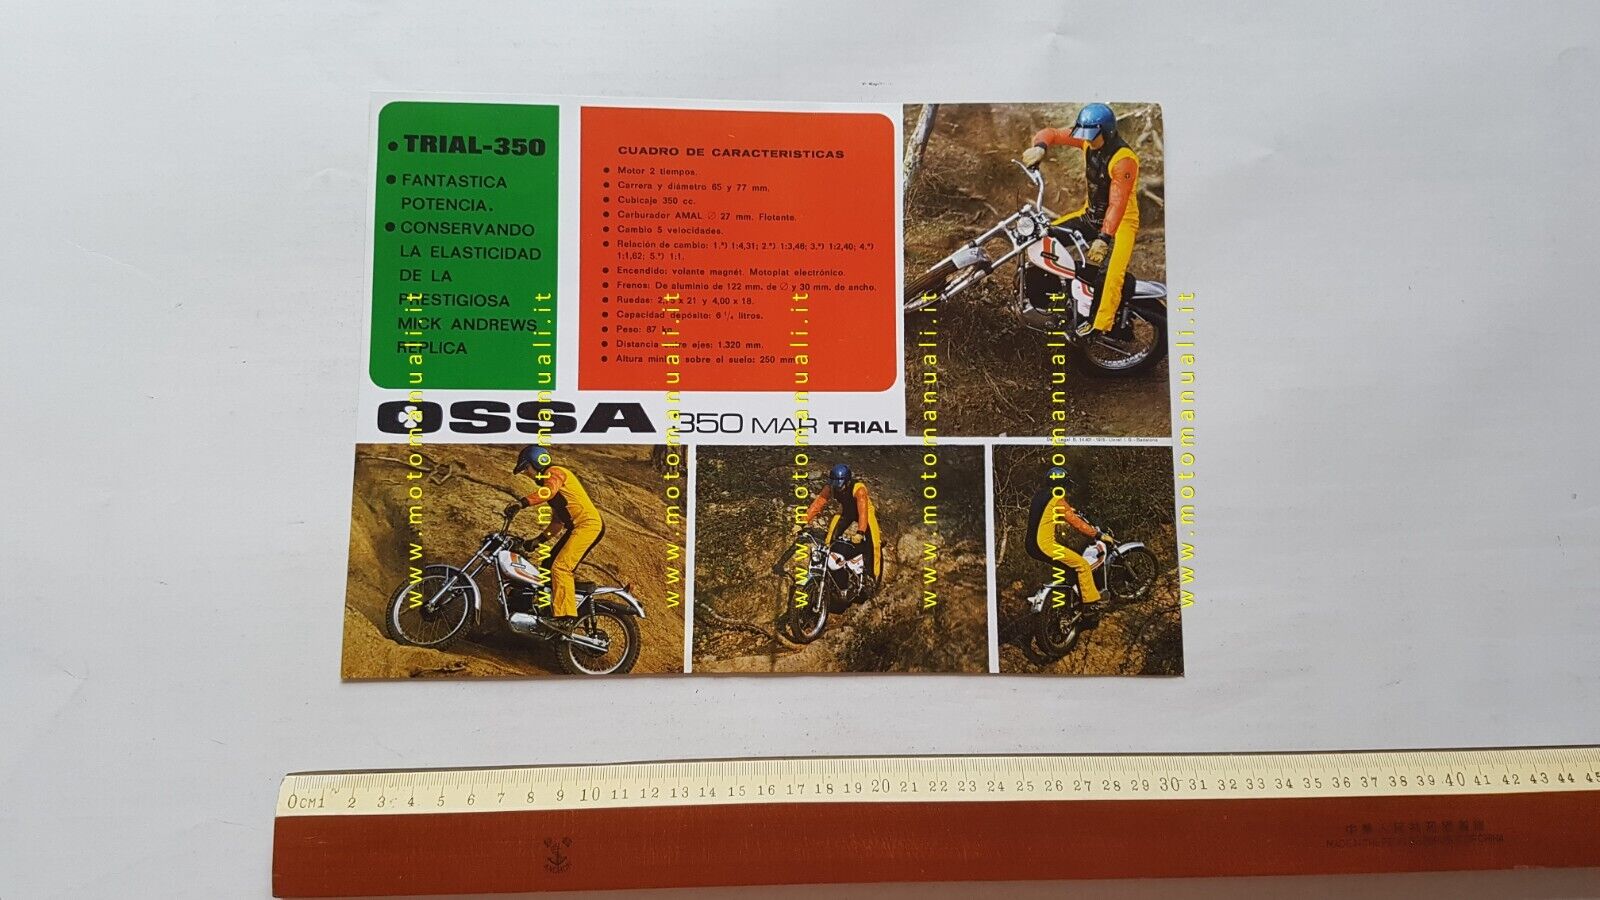 • TRIAL-350
• FANTASTICA
POTENCIA.
• CONSERVANDO
LA ELASTICIDAD
DE LA
PRESTIGIOSA
MICK ANDREWS
REPLICA
CUADRO DE CARACTERISTICAS
• Motor 2 tiempos.
• Carrera y diámetro 65 y 77 mm.
• Cubicaje 350 cc.
• Carburador AMAL ∅ 27 mm. Flotante.
• Cambio 5 velocidades.
• Relación de cambio: 1.ª) 1:4,31; 2.ª) 1:3,46; 3.ª) 1:2,40; 4.ª)
1:1,62; 5.ª) 1:1.
• Encendido: volante magnét. Motoplat electrónico.
• Frenos: De aluminio de 122 mm. de ∅ y 30 mm. de ancho.
• Ruedas: 2,75 x 21 y 4,00 x 18.
• Capacidad depósito: 6 1/4 litros.
• Peso: 87 kg.
• Distancia entre ejes: 1.320 mm.
• Altura mínima sobre el suelo: 250 mm.
OSSA 350 MAR TRIAL
www.motomanuali.it
www.motomanuali.it
www.motomanuali.it
www.motomanuali.it
www.motomanuali.it
www.motomanuali.it
www.motomanuali.it
0CM1 2 3 4 5 6 7 8 9 10 11 12 13 14 15 16 17 18 19 20 21 22 23 24 25 26 27 28 29 30 31 32 33 34 35 36 37 38 39 40 41 42 43 44 45
ANCHOR